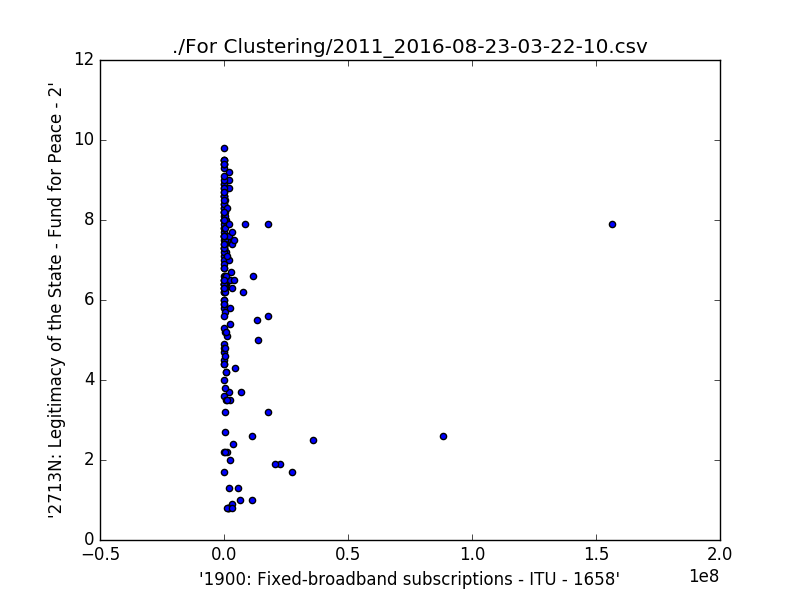 ./For Clustering/2011_2016-08-23-03-22-10.csv
12
10
8
6
4
2
0
'2713N: Legitimacy of the State - Fund for Peace - 2'
−0.5 0.0 0.5 1.0 1.5 2.0
1e8
'1900: Fixed-broadband subscriptions - ITU - 1658'